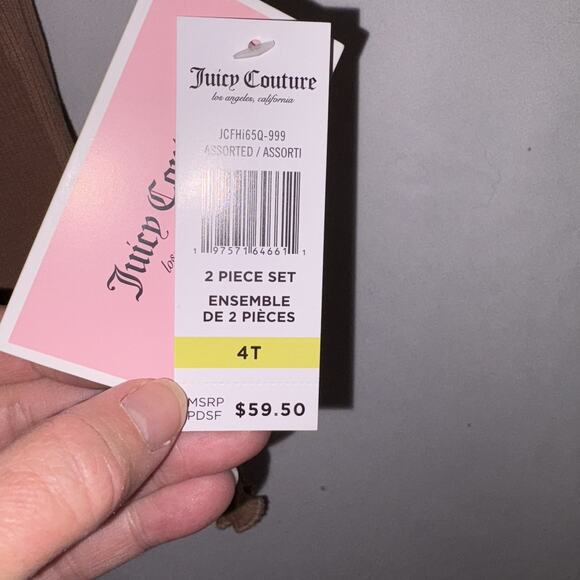 Juicy Couture
los angeles, california
JCFHi65Q-999
ASSORTED / ASSORTI
1 97571 64661 1
2 PIECE SET
ENSEMBLE
DE 2 PIÈCES
4T
MSRP
PDSF $59.50
Juicy Cou
los